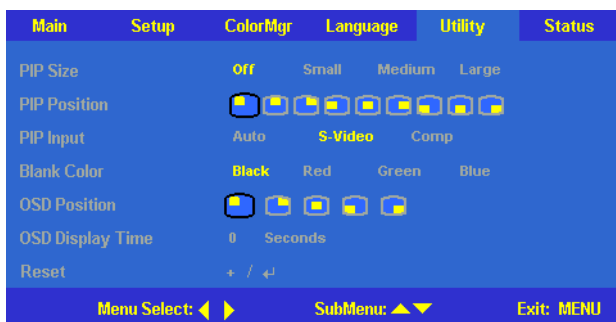 Main Setup ColorMgr Language Utility Status
PIP Size Off Small Medium Large
PIP Position
PIP Input Auto S-Video Comp
Blank Color Black Red Green Blue
OSD Position
OSD Display Time 0 Seconds
Reset + / ↵
Menu Select: SubMenu: Exit: MENU